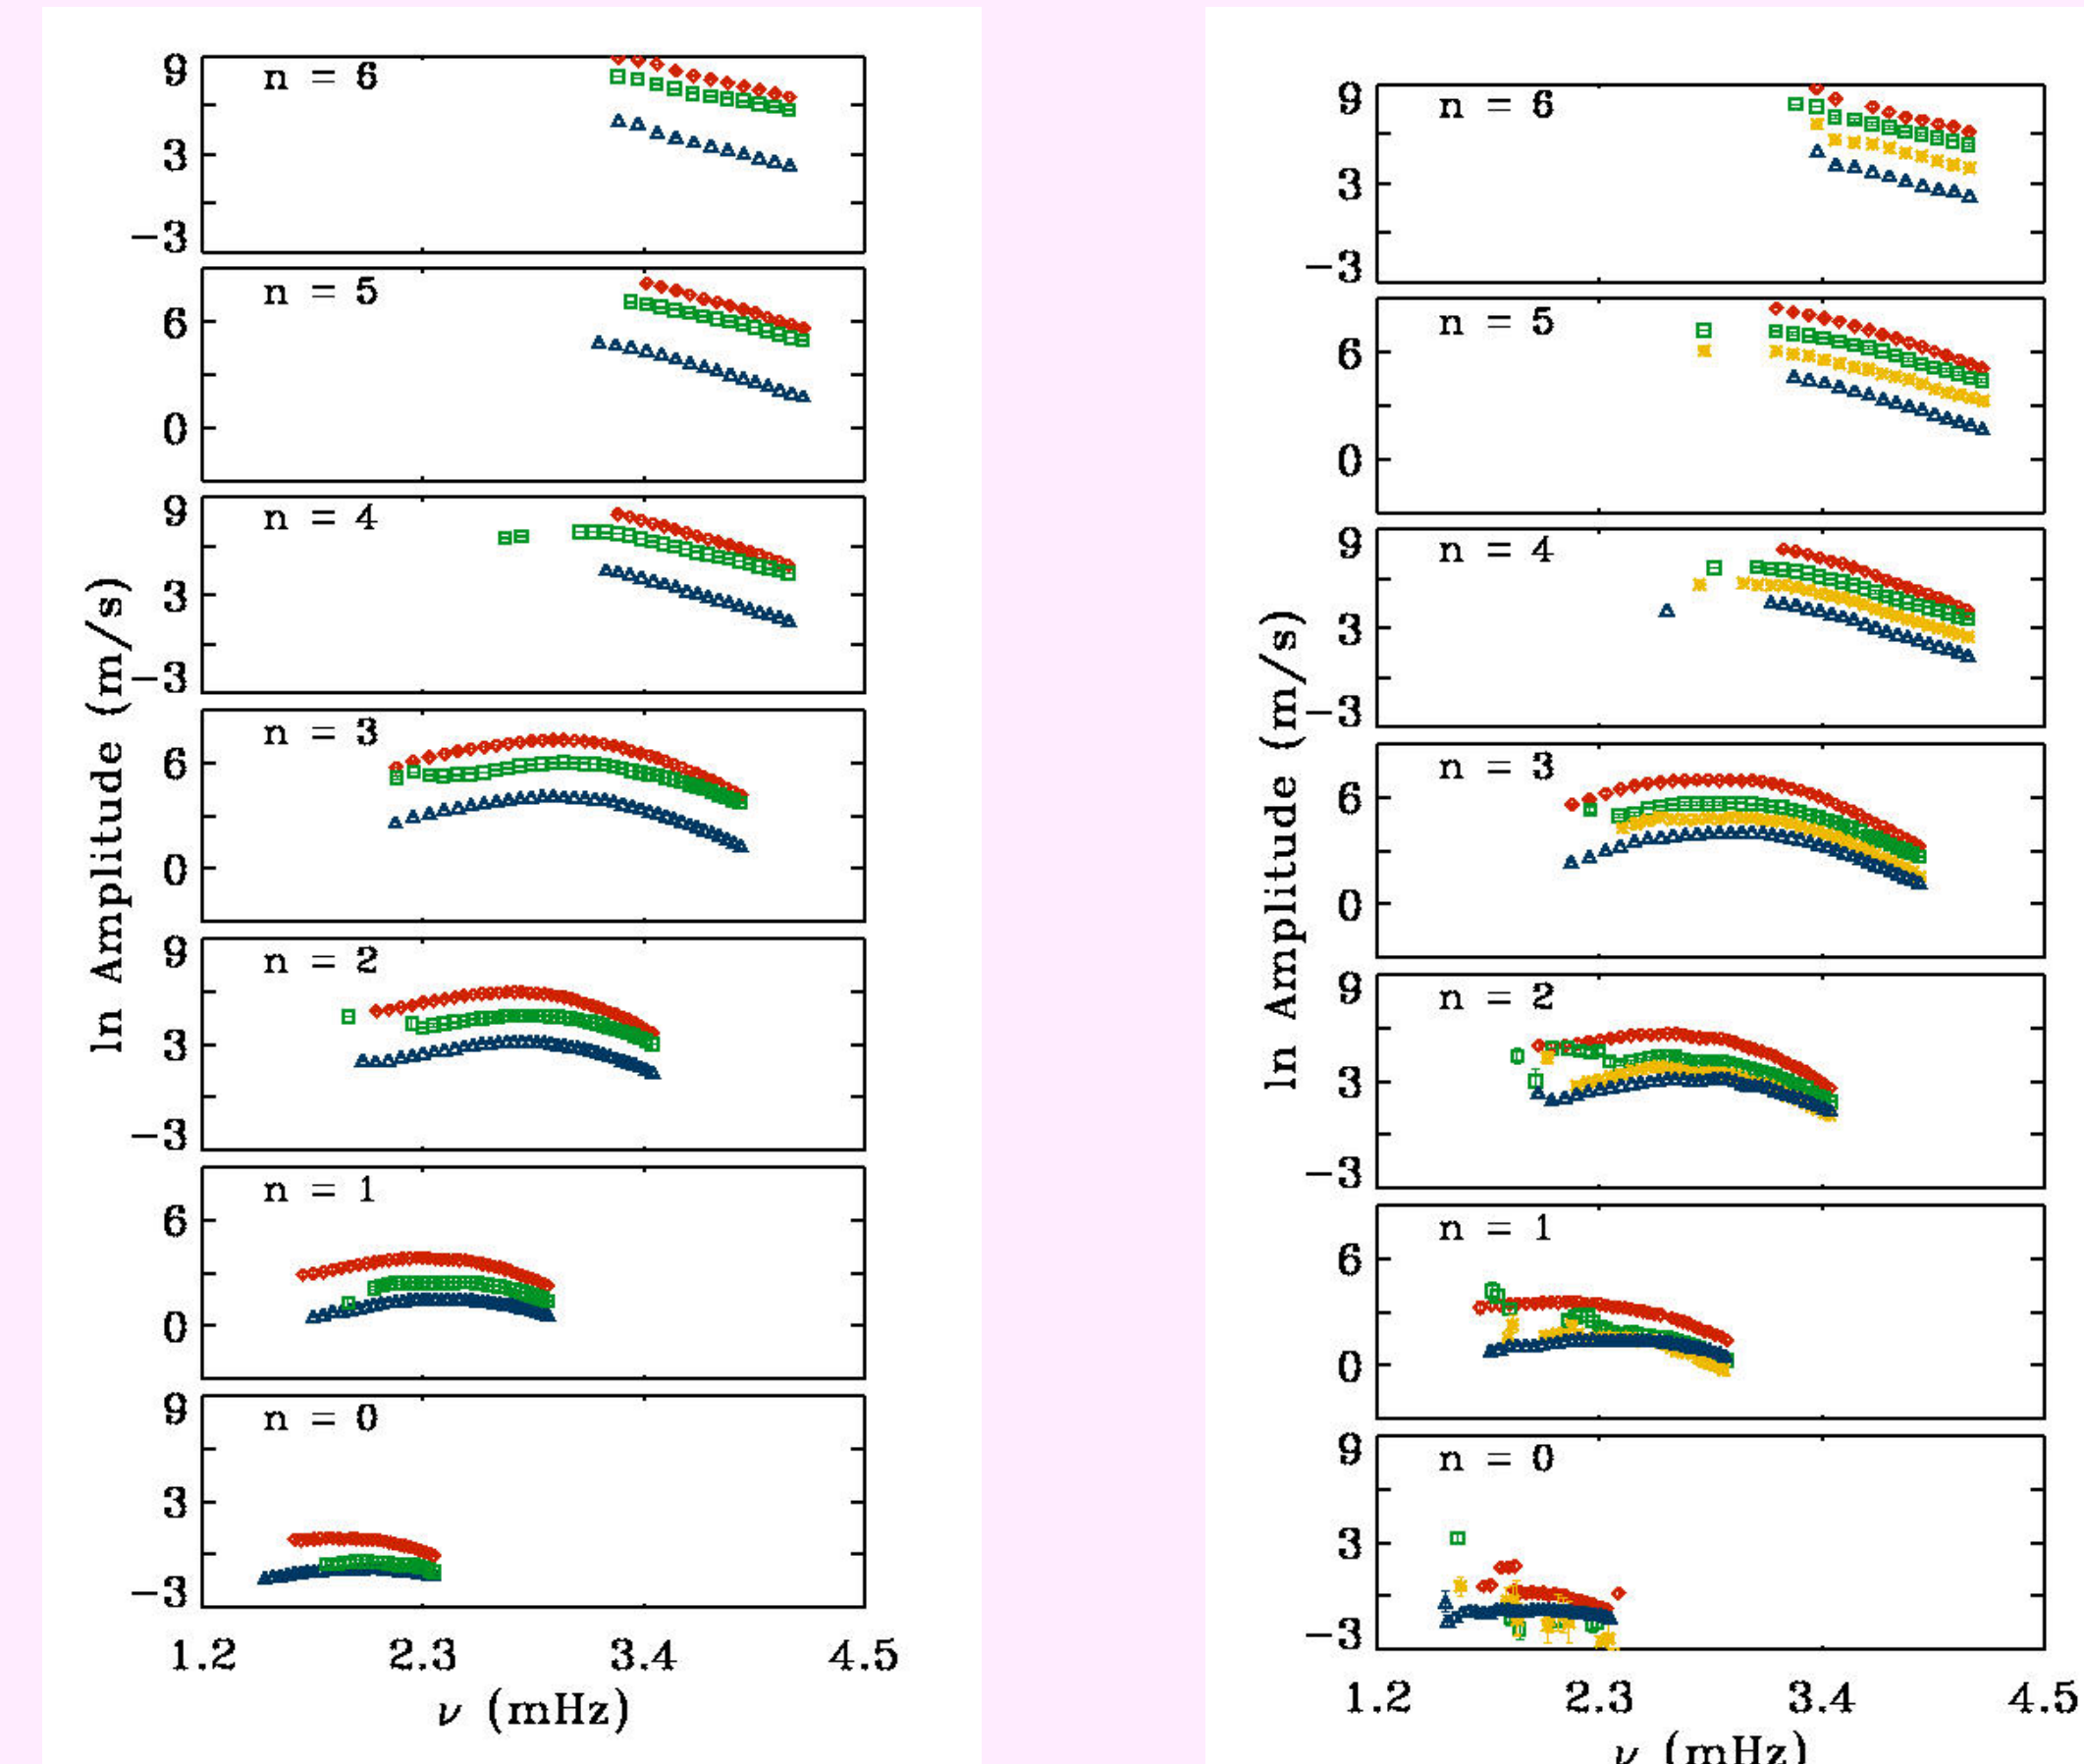 9
n = 6
3
−3
n = 5
6
0
9
n = 4
3
−3
n = 3
6
0
9
n = 2
3
−3
n = 1
6
0
9
n = 0
3
−3
1.2 2.3 3.4 4.5
ν (mHz)
ln Amplitude (m/s)
9
n = 6
3
−3
n = 5
6
0
9
n = 4
3
−3
n = 3
6
0
9
n = 2
3
−3
n = 1
6
0
9
n = 0
3
−3
1.2 2.3 3.4 4.5
ν (mHz)
ln Amplitude (m/s)